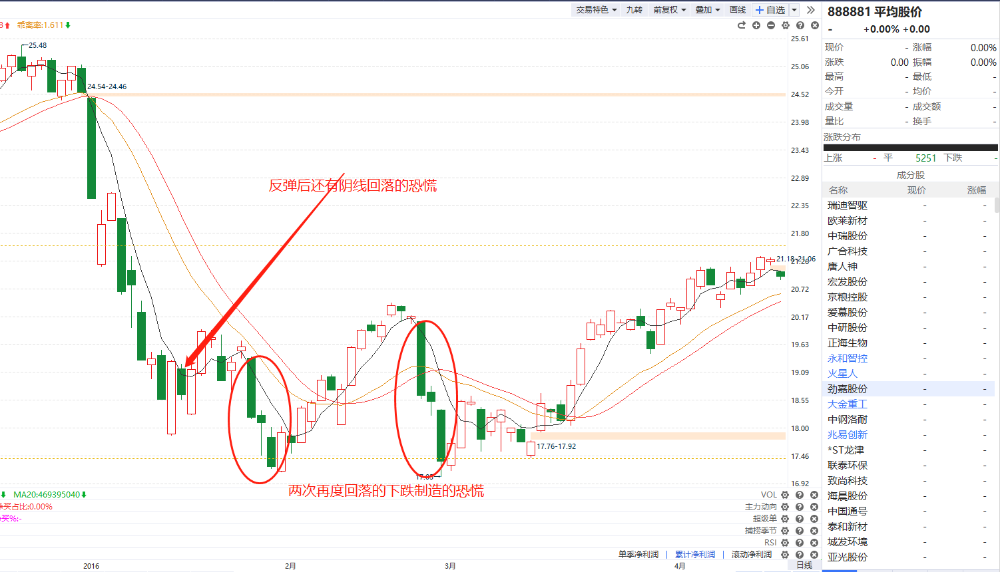 交易特色 九转 前复权 叠加 画线 +自选
888881 平均股价
- +0.00% +0.00
8 乖离率:1.611
现价 - 涨幅 0.00%
涨跌 0.00 振幅 0.00%
最高 - 最低 -
今开 - 均价 -
成交量 - 成交额 -
量比 - 换手 -
涨跌分布
上涨 - 平 5251 下跌 -
成分股
名称 现价 涨幅
瑞迪智驱 - -
欧莱新材 - -
中瑞股份 - -
广合科技 - -
唐人神 - -
宏发股份 - -
京粮控股 - -
爱慕股份 - -
中研股份 - -
正海生物 - -
永和智控 - -
火星人 - -
劲嘉股份 - -
大金重工 - -
中钢洛耐 - -
兆易创新 - -
*ST龙津 - -
联泰环保 - -
致尚科技 - -
海晨股份 - -
中国通号 - -
泰和新材 - -
城发环境 - -
亚光股份 - -
25.61
25.06
24.52
23.98
23.43
22.89
22.35
21.80
21.26
20.72
20.17
19.63
19.09
18.55
18.00
17.46
16.92
25.48
24.54-24.46
反弹后还有阴线回落的恐慌
21.18-21.06
17.76-17.92
两次再度回落的下跌制造的恐慌
MA20:469395040
VOL
净买占比:0.00%
主力动向
买%:-
超级单
捕捞季节
RSI
单季净利润 | 累计净利润 | 滚动净利润
2016 2月 3月 4月 日线